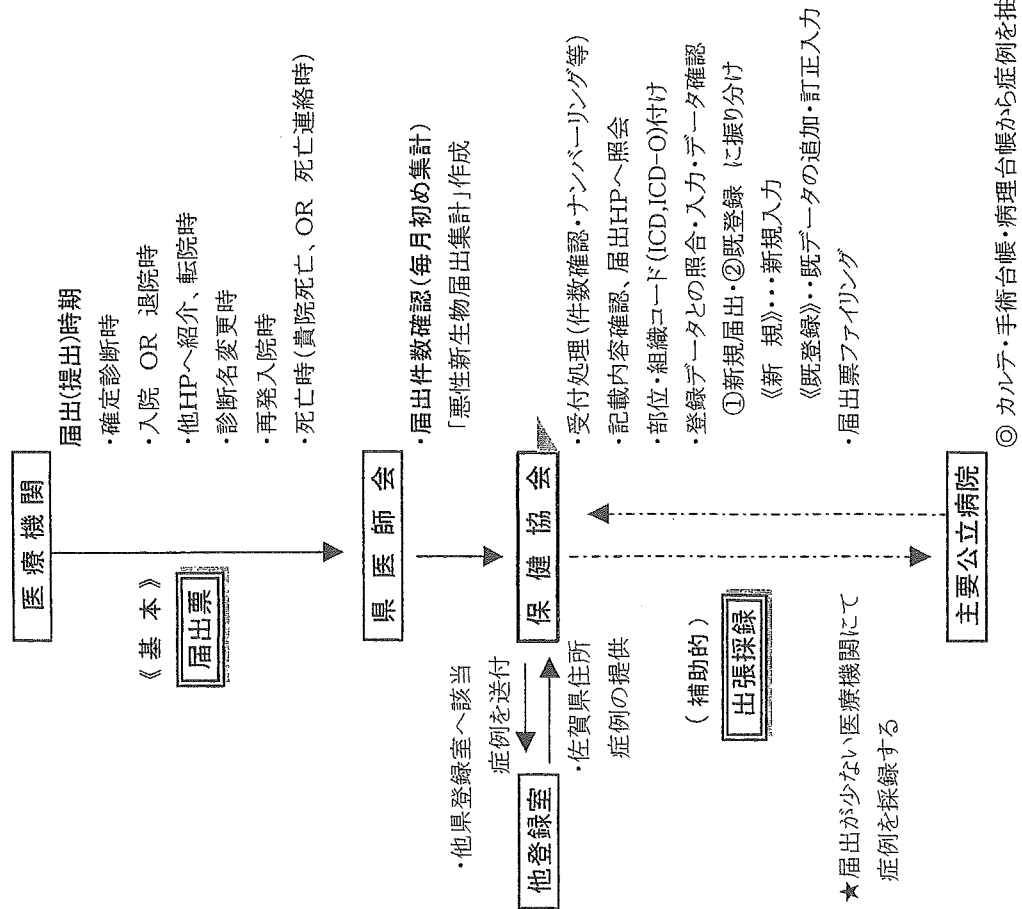 医療機関
《基 本》
届出票
届出(提出)時期
・確定診断時
・入院 OR 退院時
・他HPへ紹介、転院時
・診断名変更時
・再発入院時
・死亡時(貴院死亡、OR 死亡連絡時)
県医師会
・届出件数確認(毎月初め集計)
「悪性新生物届出集計」作成
・他県登録室へ該当
症例を送付
他登録室
・佐賀県住所
症例の提供
保健協会
・受付処理(件数確認・ナンバーリング等)
・記載内容確認、届出HPへ照会
・部位・組織コード(ICD,ICD-O)付け
・登録データとの照合・入力・データ確認
①新規届出・②既登録 に振り分け
《新 規》・・・新規入力
《既登録》・・既データの追加・訂正入力
・届出票ファイリング
(補助的)
出張採録
★届出が少ない医療機関にて
症例を採録する
主要公立病院
◎ カルテ・手術台帳・病理台帳から症例を抽